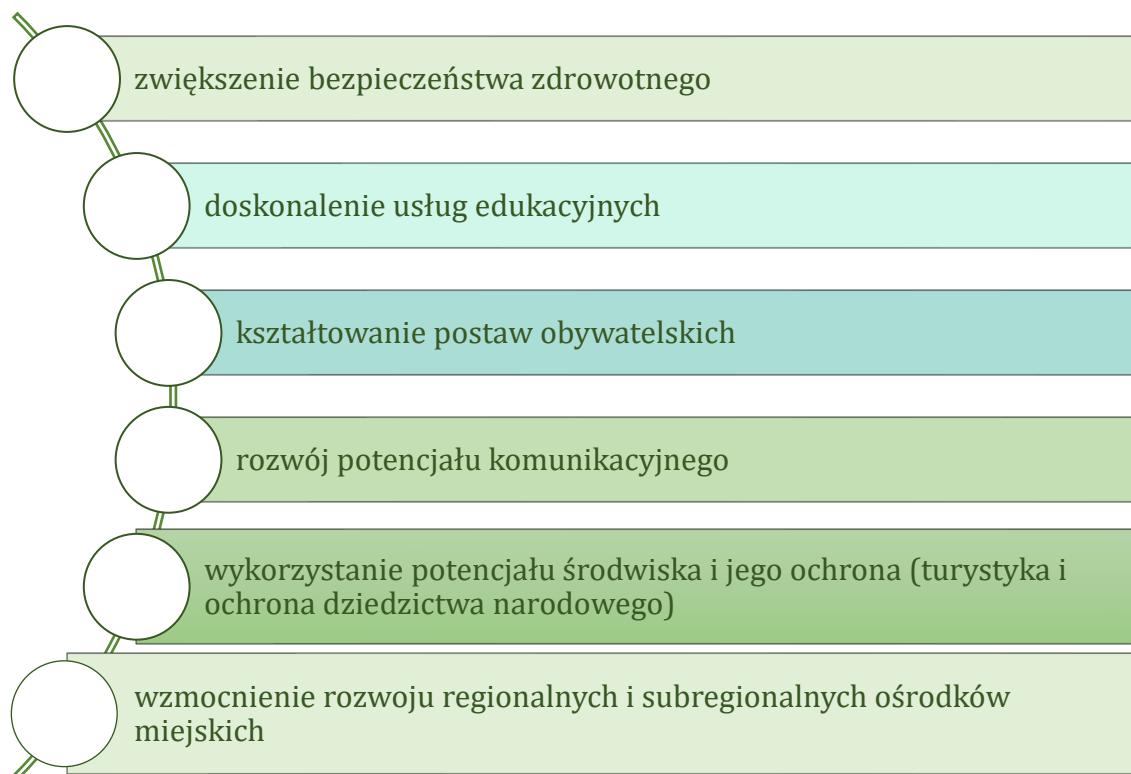 zwiększenie bezpieczeństwa zdrowotnego
doskonalenie usług edukacyjnych
kształtowanie postaw obywatelskich
rozwój potencjału komunikacyjnego
wykorzystanie potencjału środwiska i jego ochrona (turystyka i
ochrona dziedzictwa narodowego)
wzmocnienie rozwoju regionalnych i subregionalnych ośrodków
miejskich